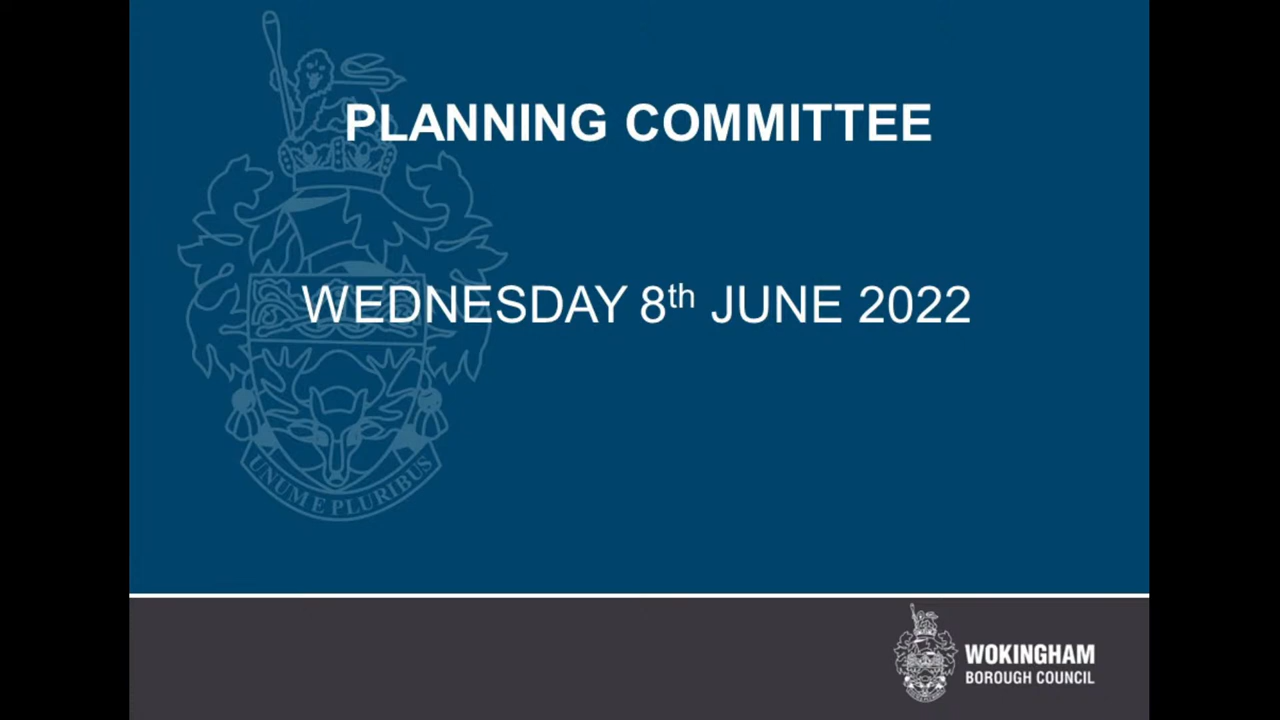 PLANNING COMMITTEE
WEDNESDAY 8th JUNE 2022
UNUM E PLURIBUS
WOKINGHAM
BOROUGH COUNCIL